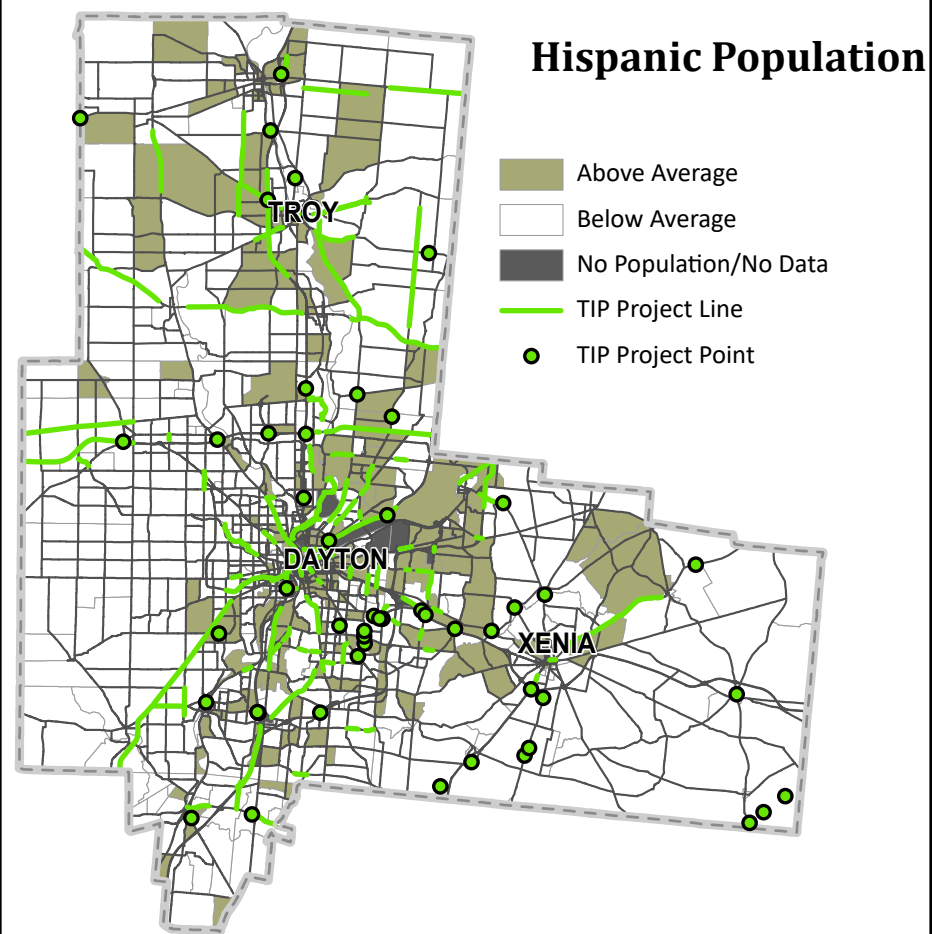 Hispanic Population
Above Average
Below Average
No Population/No Data
TIP Project Line
TIP Project Point
TROY
DAYTON
XENIA